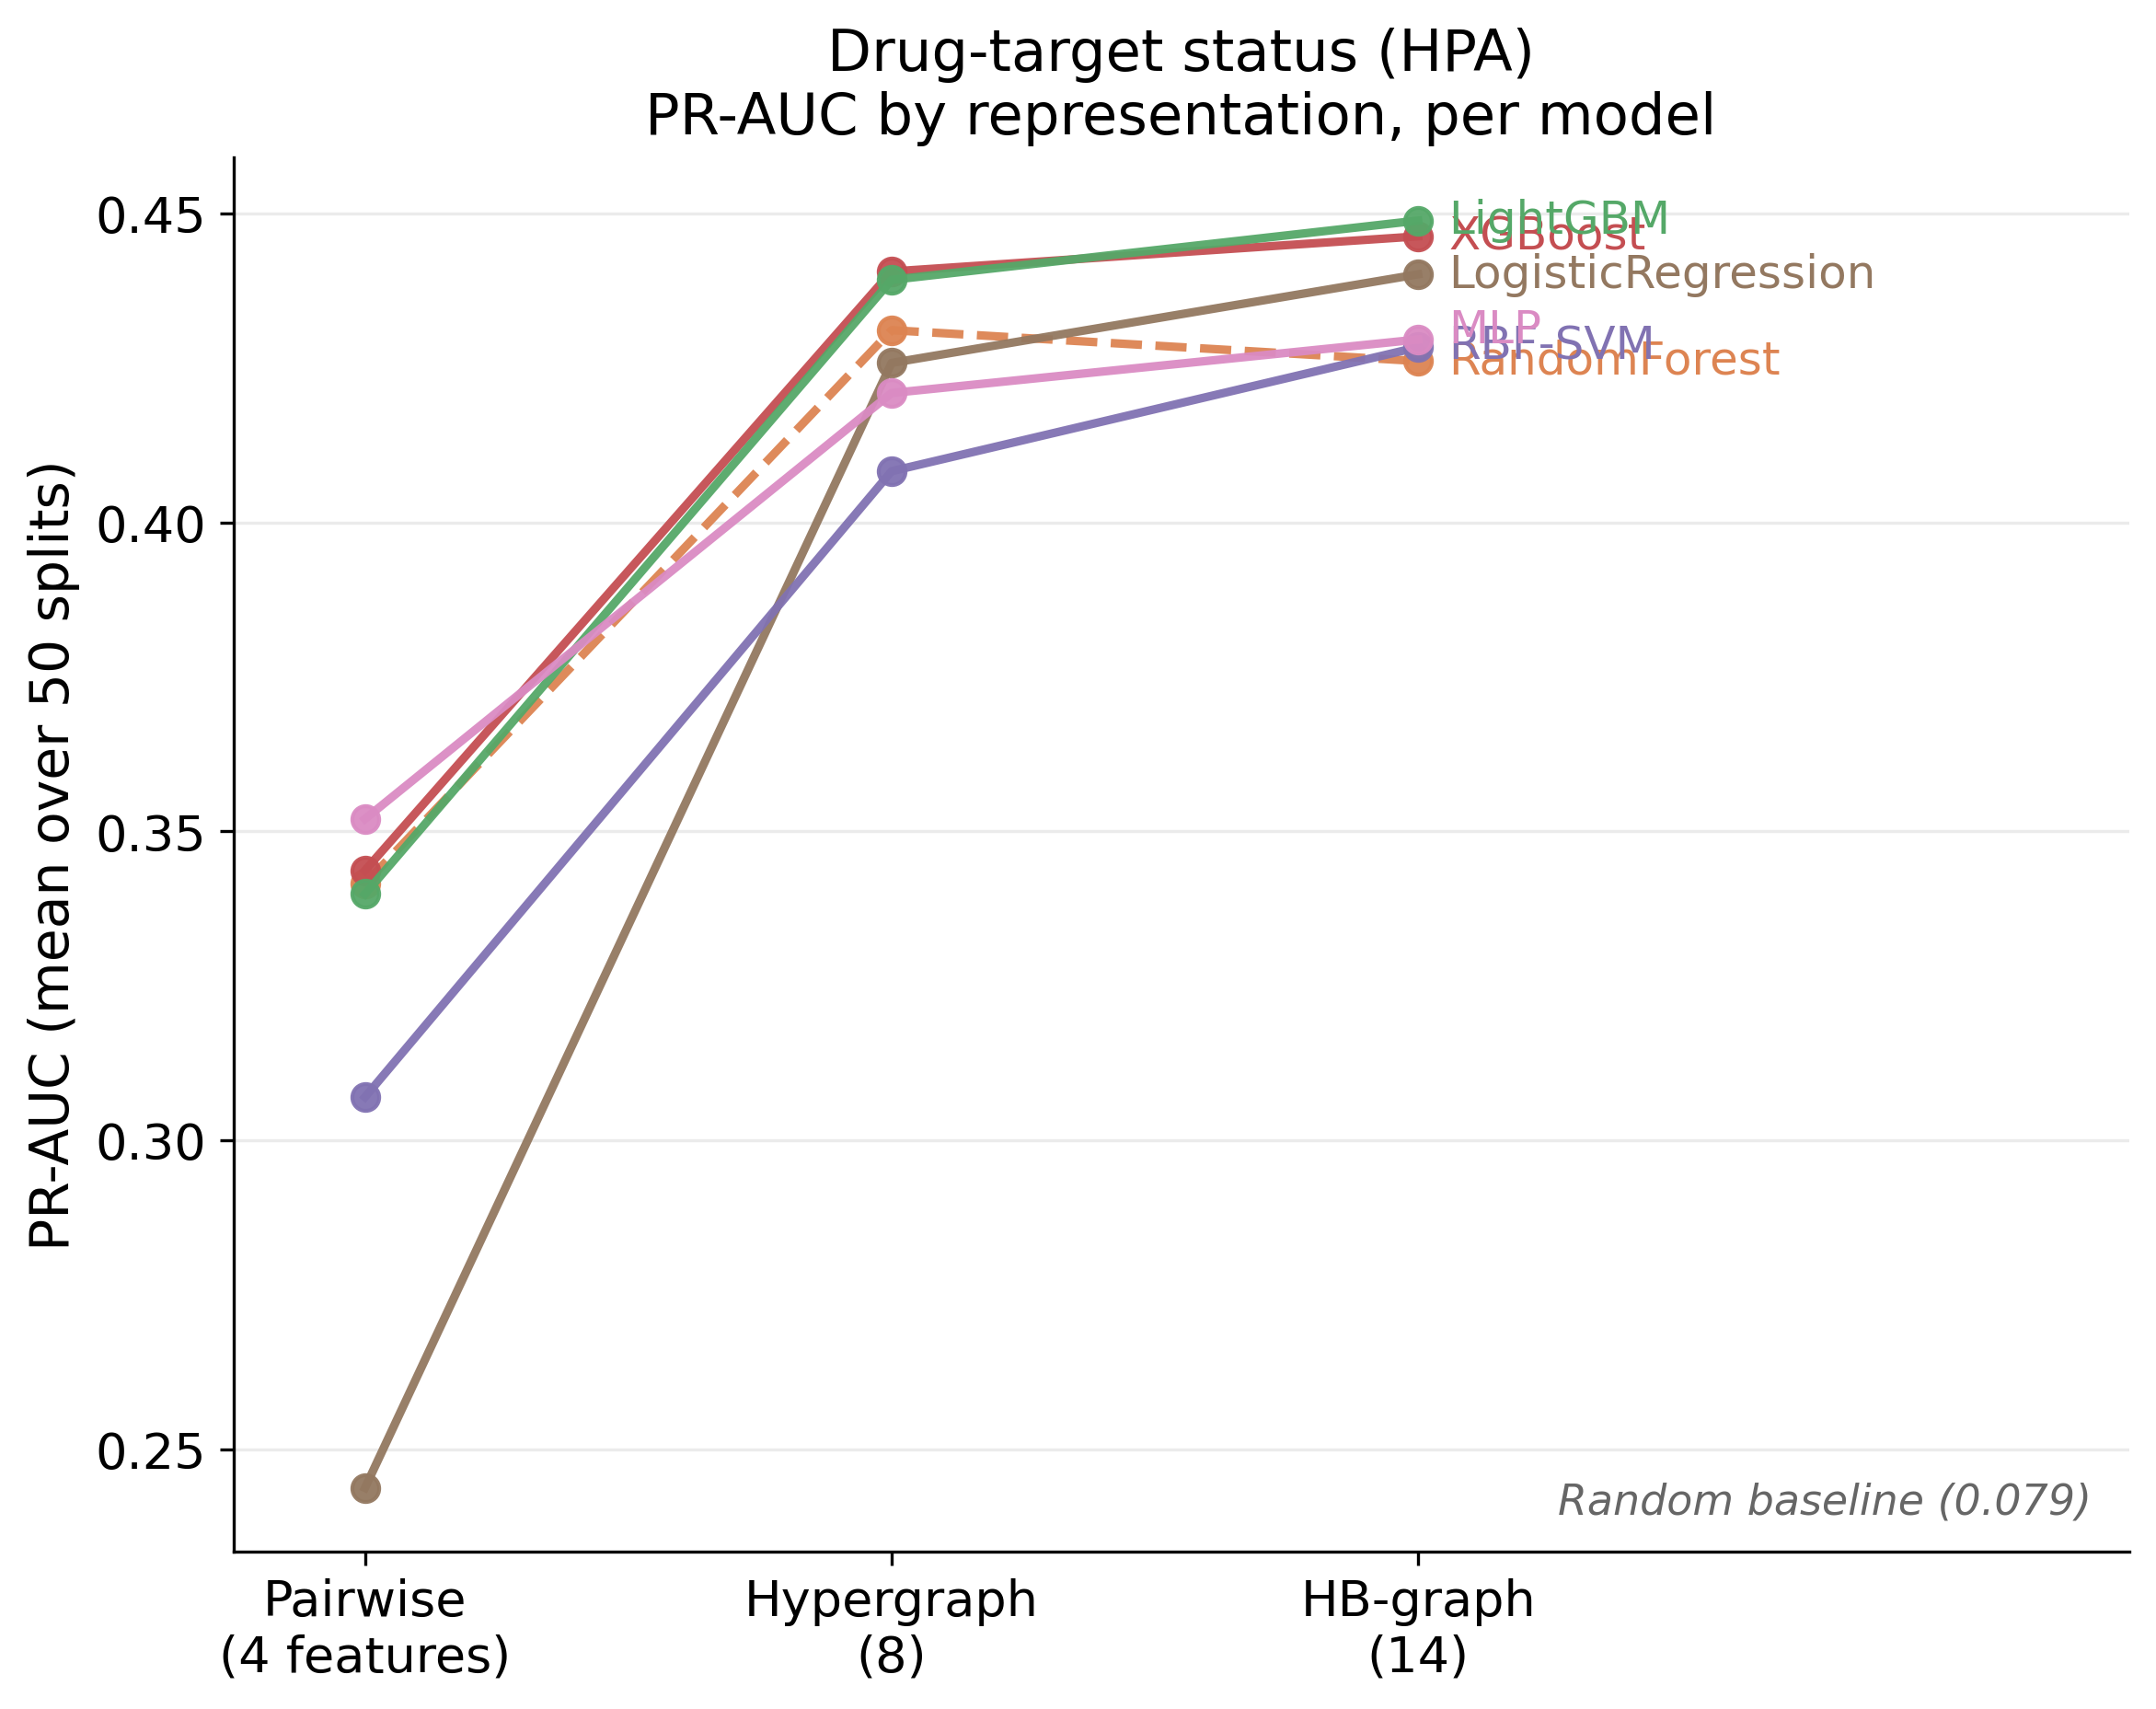 Drug-target status (HPA)
PR-AUC by representation, per model
PR-AUC (mean over 50 splits)
0.45
0.40
0.35
0.30
0.25
LightGBM
XGBoost
LogisticRegression
MLP
RBF-SVM
RandomForest
Random baseline (0.079)
Pairwise
(4 features)
Hypergraph
(8)
HB-graph
(14)